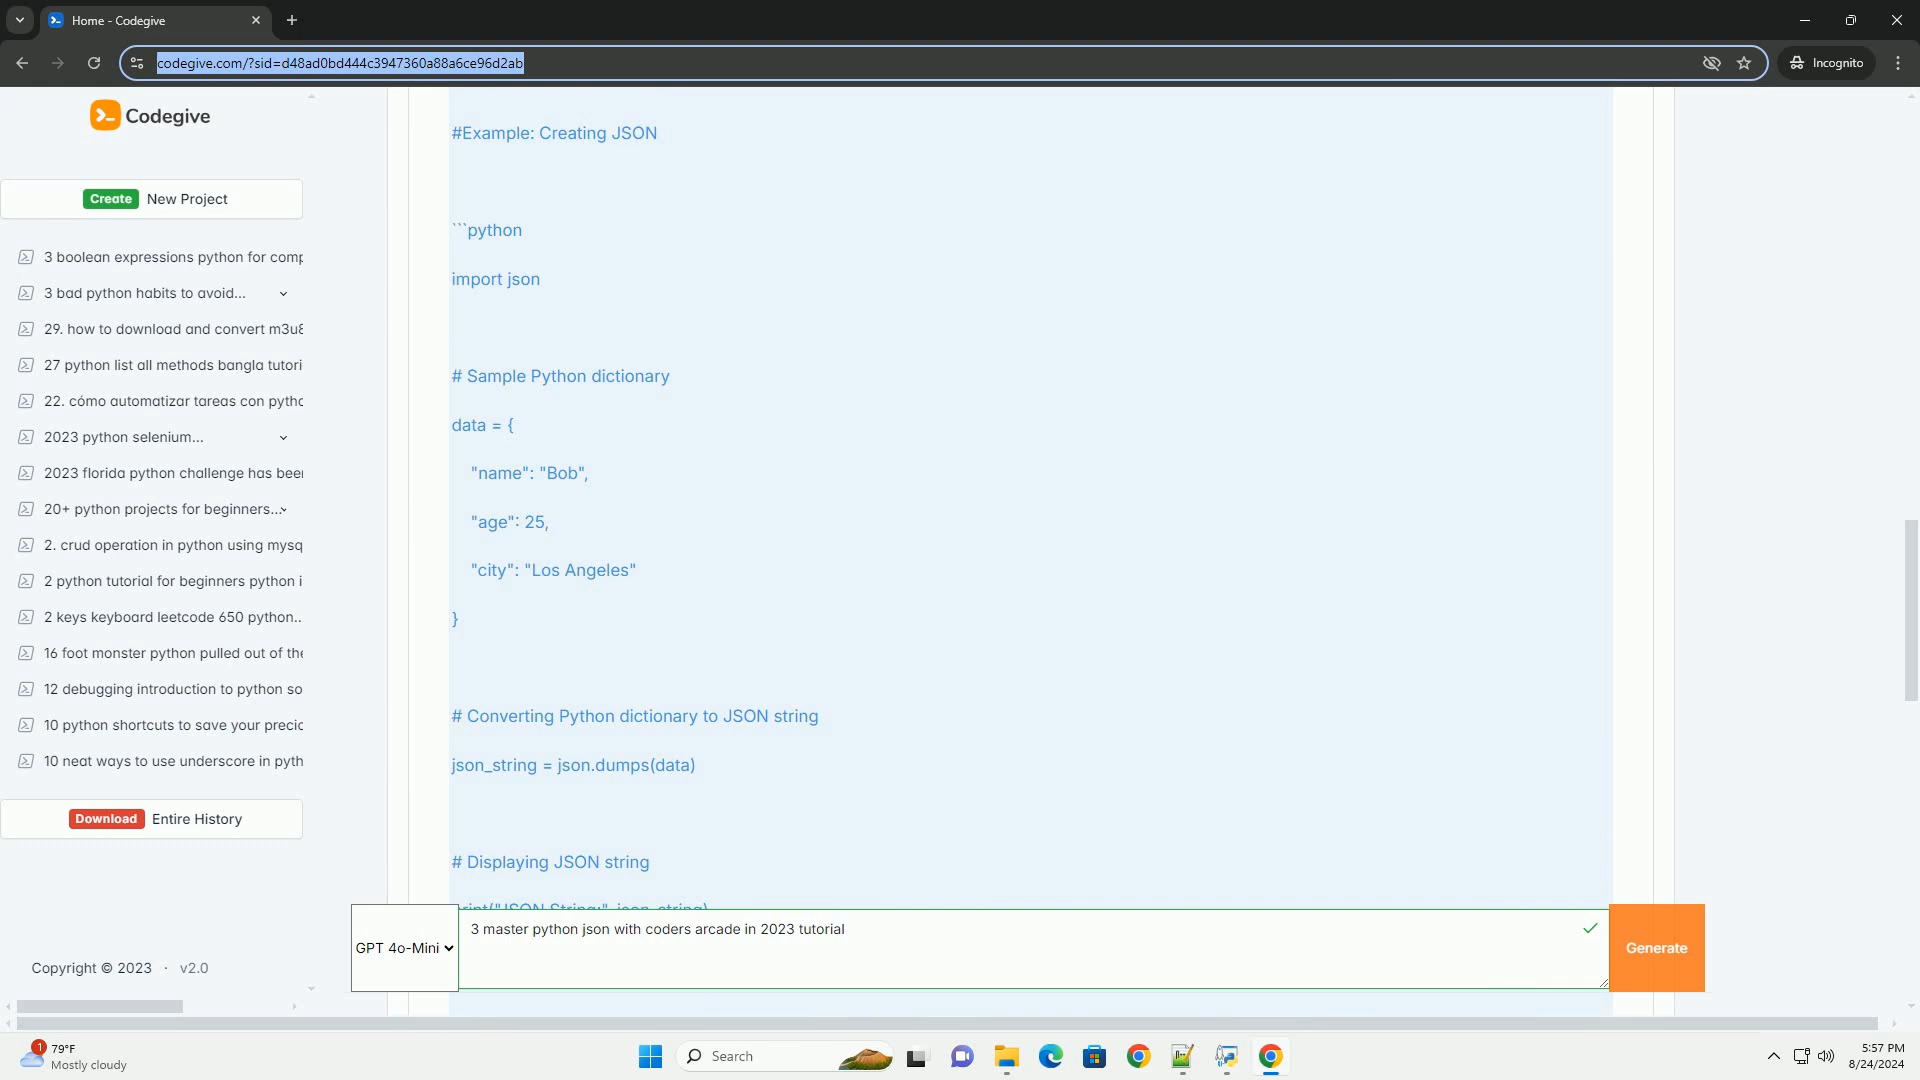 Home - Codegive
codegive.com/?sid=d48ad0bd444c3947360a88a6ce96d2ab
Incognito
Codegive
Create New Project
3 boolean expressions python for comp
3 bad python habits to avoid...
29. how to download and convert m3u8
27 python list all methods bangla tutori
22. cómo automatizar tareas con pytho
2023 python selenium...
2023 florida python challenge has bee
20+ python projects for beginners...
2. crud operation in python using mysq
2 python tutorial for beginners python i
2 keys keyboard leetcode 650 python...
16 foot monster python pulled out of the
12 debugging introduction to python so
10 python shortcuts to save your precio
10 neat ways to use underscore in pyth
Download Entire History
Copyright © 2023 · v2.0
#Example: Creating JSON
```python
import json
# Sample Python dictionary
data = {
"name": "Bob",
"age": 25,
"city": "Los Angeles"
}
# Converting Python dictionary to JSON string
json_string = json.dumps(data)
# Displaying JSON string
print("JSON String:", json_string)
GPT 4o-Mini
3 master python json with coders arcade in 2023 tutorial
Generate
1
79°F
Mostly cloudy
Search
5:57 PM
8/24/2024